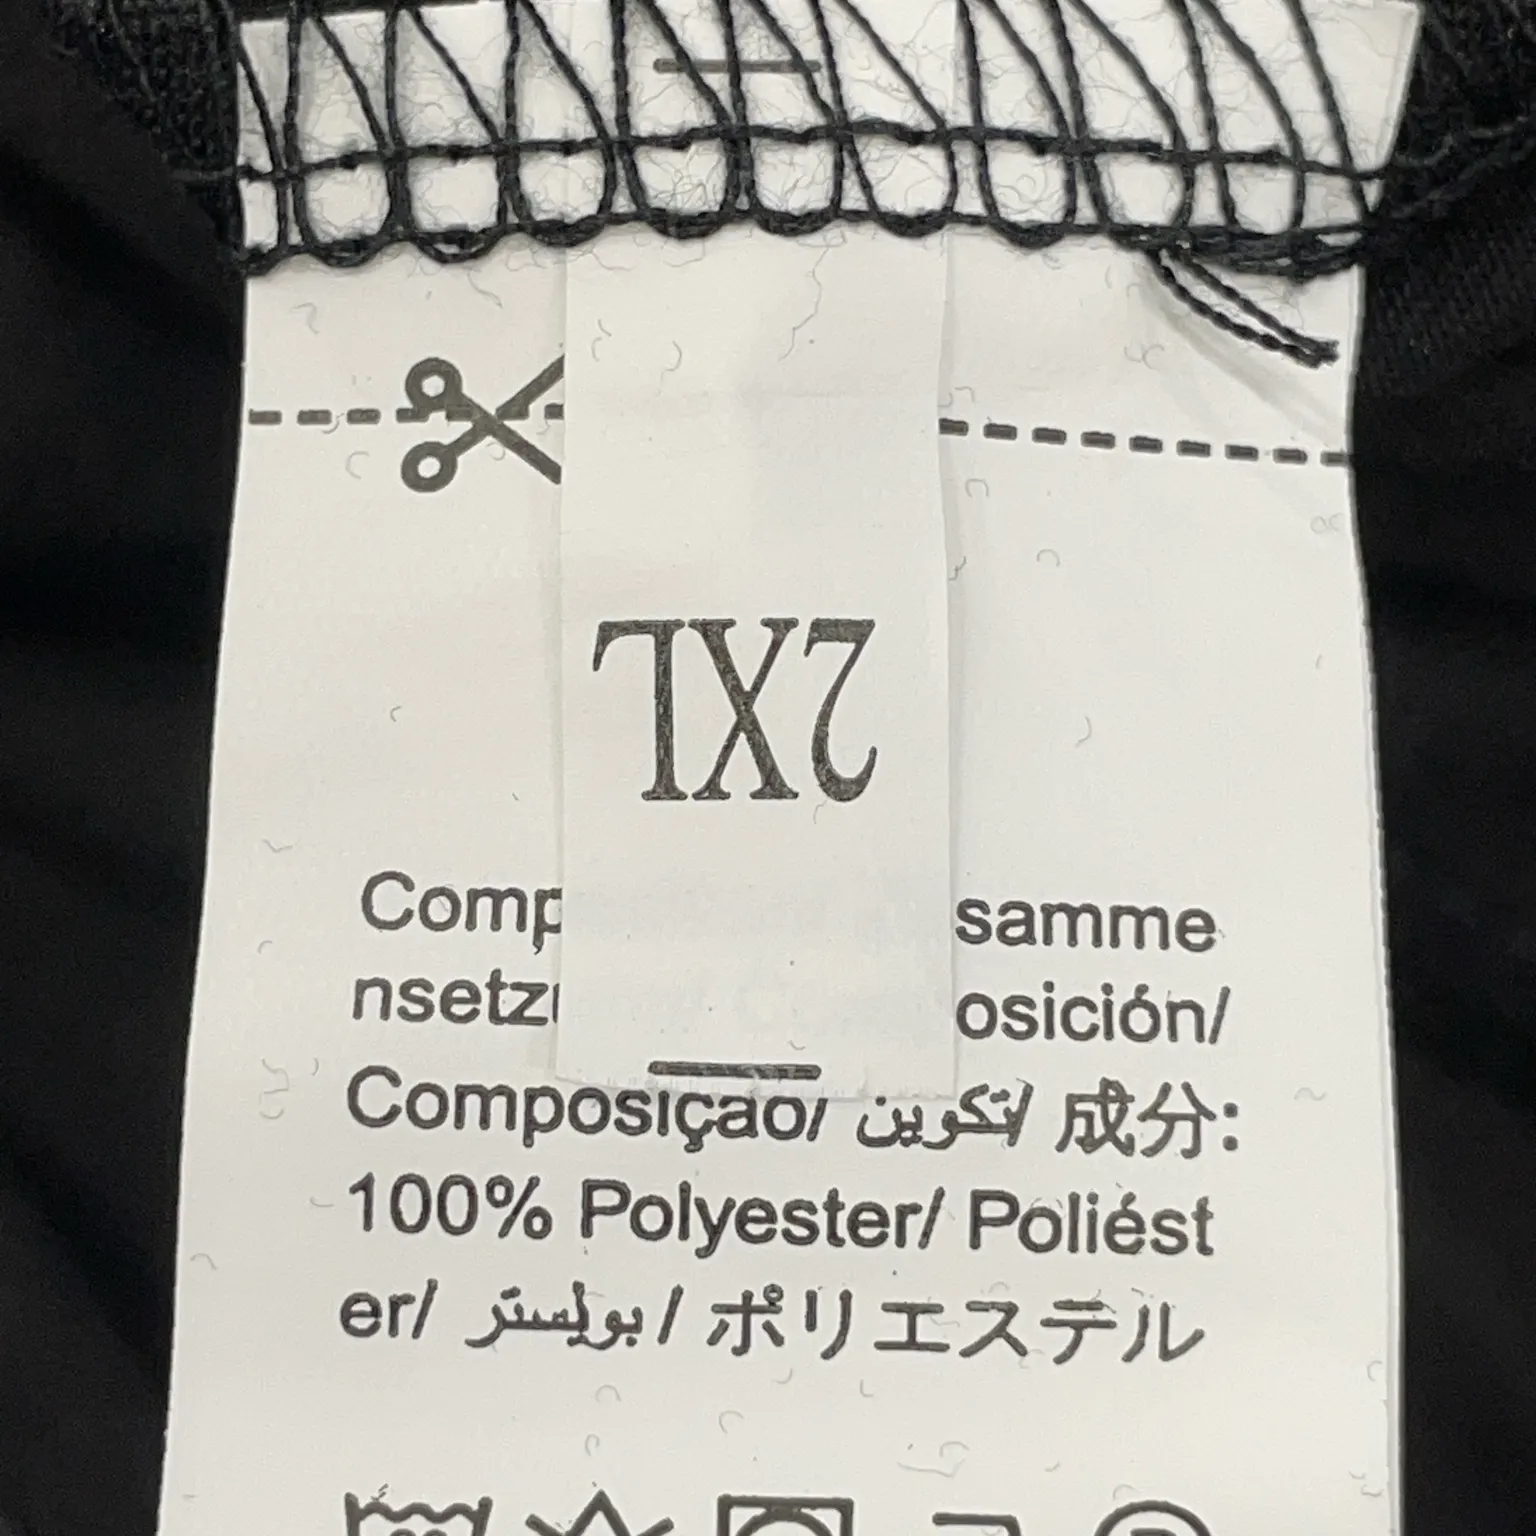 2XL
Comp samme
nsetz osición/
Composição/ تكوين/ 成分:
100% Polyester/ Poliést
er/ بوليستر/ ポリエステル